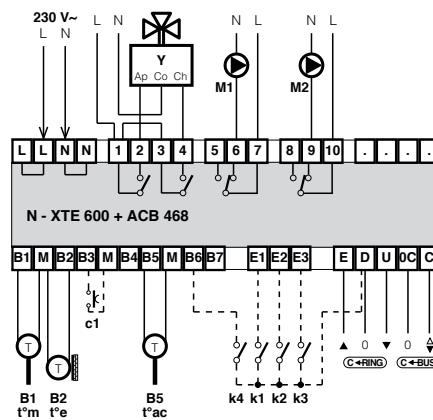 230 V~
L N L N N L N L
Y
Ap Co Ch
M1 M2
L L N N 1 2 3 4 5 6 7 8 9 10 . . . .
N - XTE 600 + ACB 468
B1 M B2 B3 M B4 B5 M B6 B7 E1 E2 E3 E D U 0C C
c1
T T T
0 0
C RING C BUS
B1 B2 B5 k4 k1 k2 k3
t°m t°e t°ac